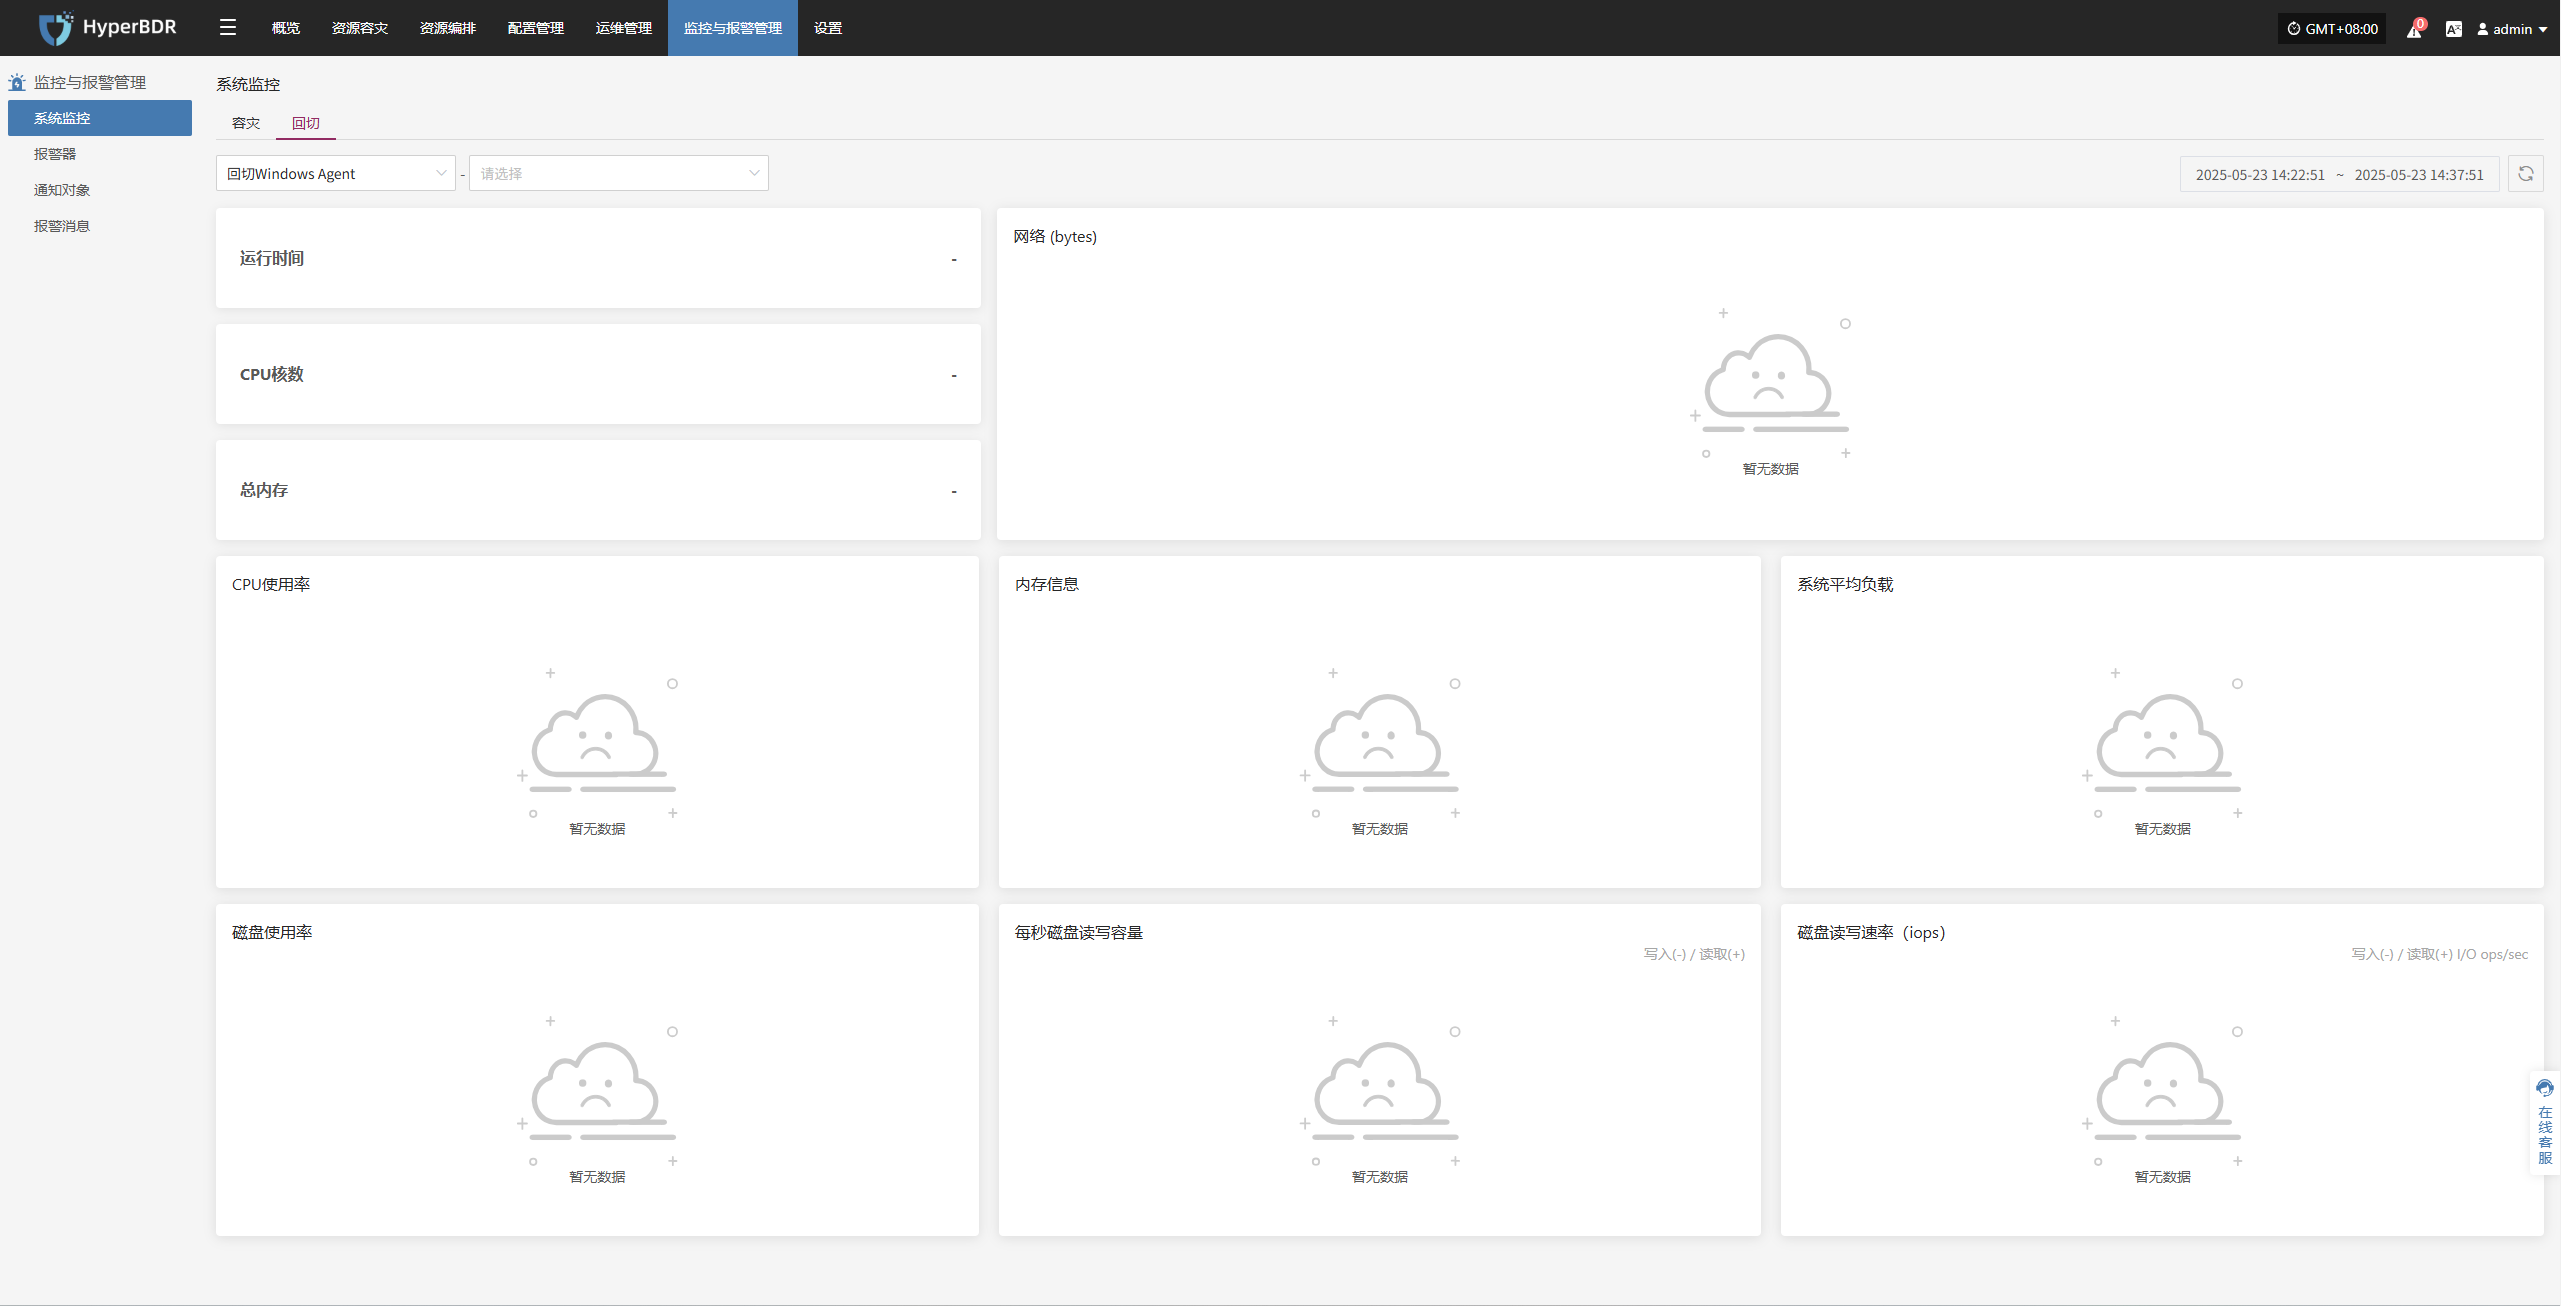 HyperBDR
概览
资源容灾
资源编排
配置管理
运维管理
监控与报警管理
设置
GMT+08:00
0
admin
监控与报警管理
系统监控
报警器
通知对象
报警消息
系统监控
容灾
回切
回切Windows Agent
-
请选择
2025-05-23 14:22:51 ~ 2025-05-23 14:37:51
运行时间
-
CPU核数
-
总内存
-
网络 (bytes)
暂无数据
CPU使用率
暂无数据
内存信息
暂无数据
系统平均负载
暂无数据
磁盘使用率
暂无数据
每秒磁盘读写容量
写入(-) / 读取(+)
暂无数据
磁盘读写速率（iops）
写入(-) / 读取(+) I/O ops/sec
暂无数据
在线客服